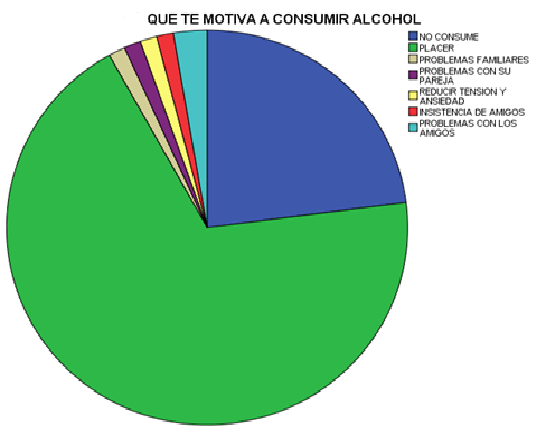 QUE TE MOTIVA A CONSUMIR ALCOHOL
NO CONSUME
PLACER
PROBLEMAS FAMILIARES
PROBLEMAS CON SU
PAREJA
REDUCIR TENSION Y
ANSIEDAD
INSISTENCIA DE AMIGOS
PROBLEMAS CON LOS
AMIGOS